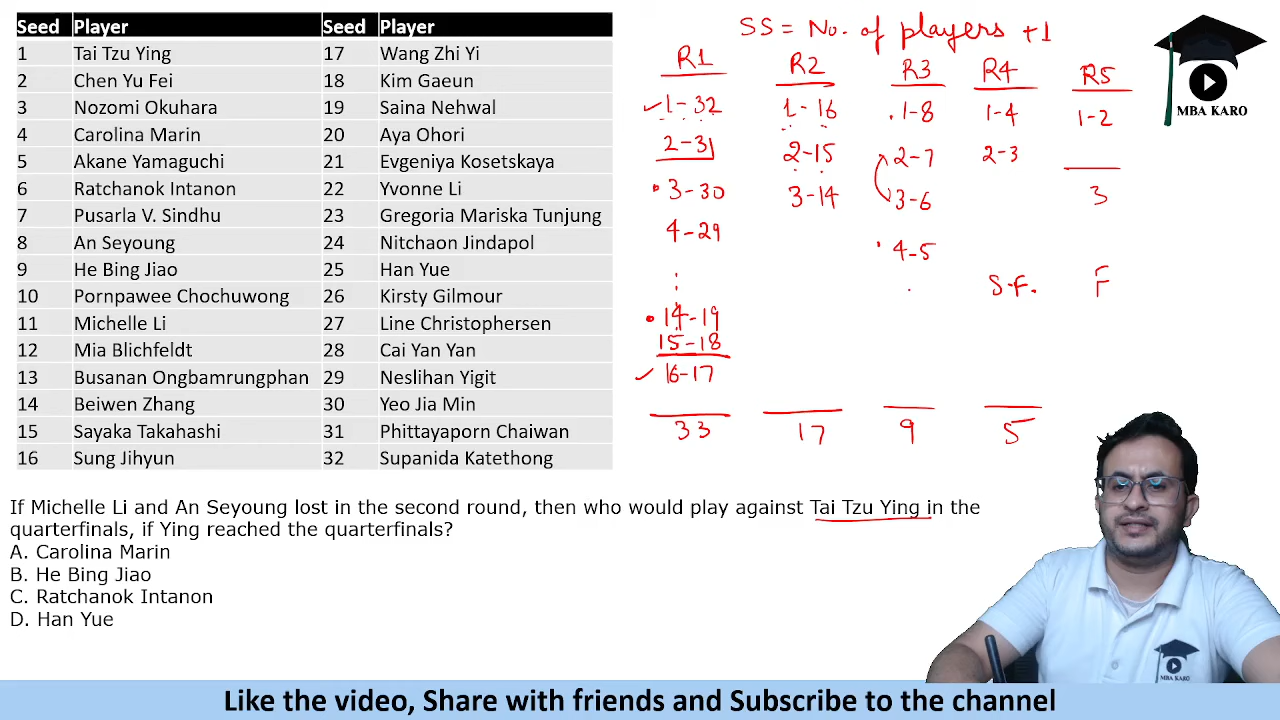 Seed Player Seed Player
1 Tai Tzu Ying 17 Wang Zhi Yi
2 Chen Yu Fei 18 Kim Gaeun
3 Nozomi Okuhara 19 Saina Nehwal
4 Carolina Marin 20 Aya Ohori
5 Akane Yamaguchi 21 Evgeniya Kosetskaya
6 Ratchanok Intanon 22 Yvonne Li
7 Pusarla V. Sindhu 23 Gregoria Mariska Tunjung
8 An Seyoung 24 Nitchaon Jindapol
9 He Bing Jiao 25 Han Yue
10 Pornpawee Chochuwong 26 Kirsty Gilmour
11 Michelle Li 27 Line Christophersen
12 Mia Blichfeldt 28 Cai Yan Yan
13 Busanan Ongbamrungphan 29 Neslihan Yigit
14 Beiwen Zhang 30 Yeo Jia Min
15 Sayaka Takahashi 31 Phittayaporn Chaiwan
16 Sung Jihyun 32 Supanida Katethong
SS = No. of players +1
R1 R2 R3 R4 R5
1-32 1-16 1-8 1-4 1-2
2-31 2-15 2-7 2-3
3-30 3-14 3-6 3
4-29 4-5
S.F. F
14-19
15-18
16-17
33 17 9 5
MBA KARO
If Michelle Li and An Seyoung lost in the second round, then who would play against Tai Tzu Ying in the
quarterfinals, if Ying reached the quarterfinals?
A. Carolina Marin
B. He Bing Jiao
C. Ratchanok Intanon
D. Han Yue
MBA KARO
Like the video, Share with friends and Subscribe to the channel